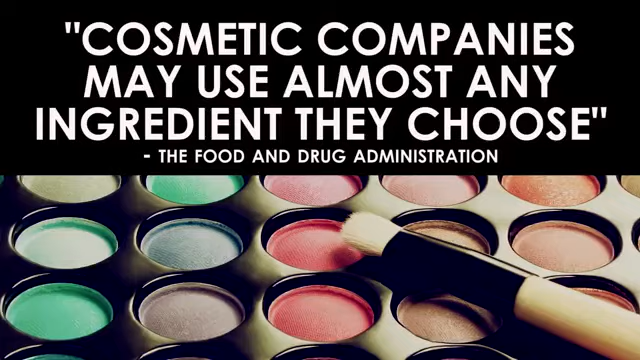 "COSMETIC COMPANIES
MAY USE ALMOST ANY
INGREDIENT THEY CHOOSE"
- THE FOOD AND DRUG ADMINISTRATION